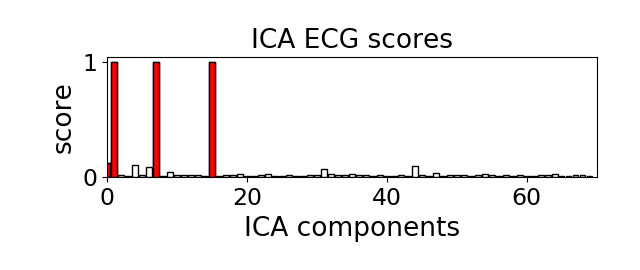 ICA ECG scores
score
1
0
0 20 40 60
ICA components